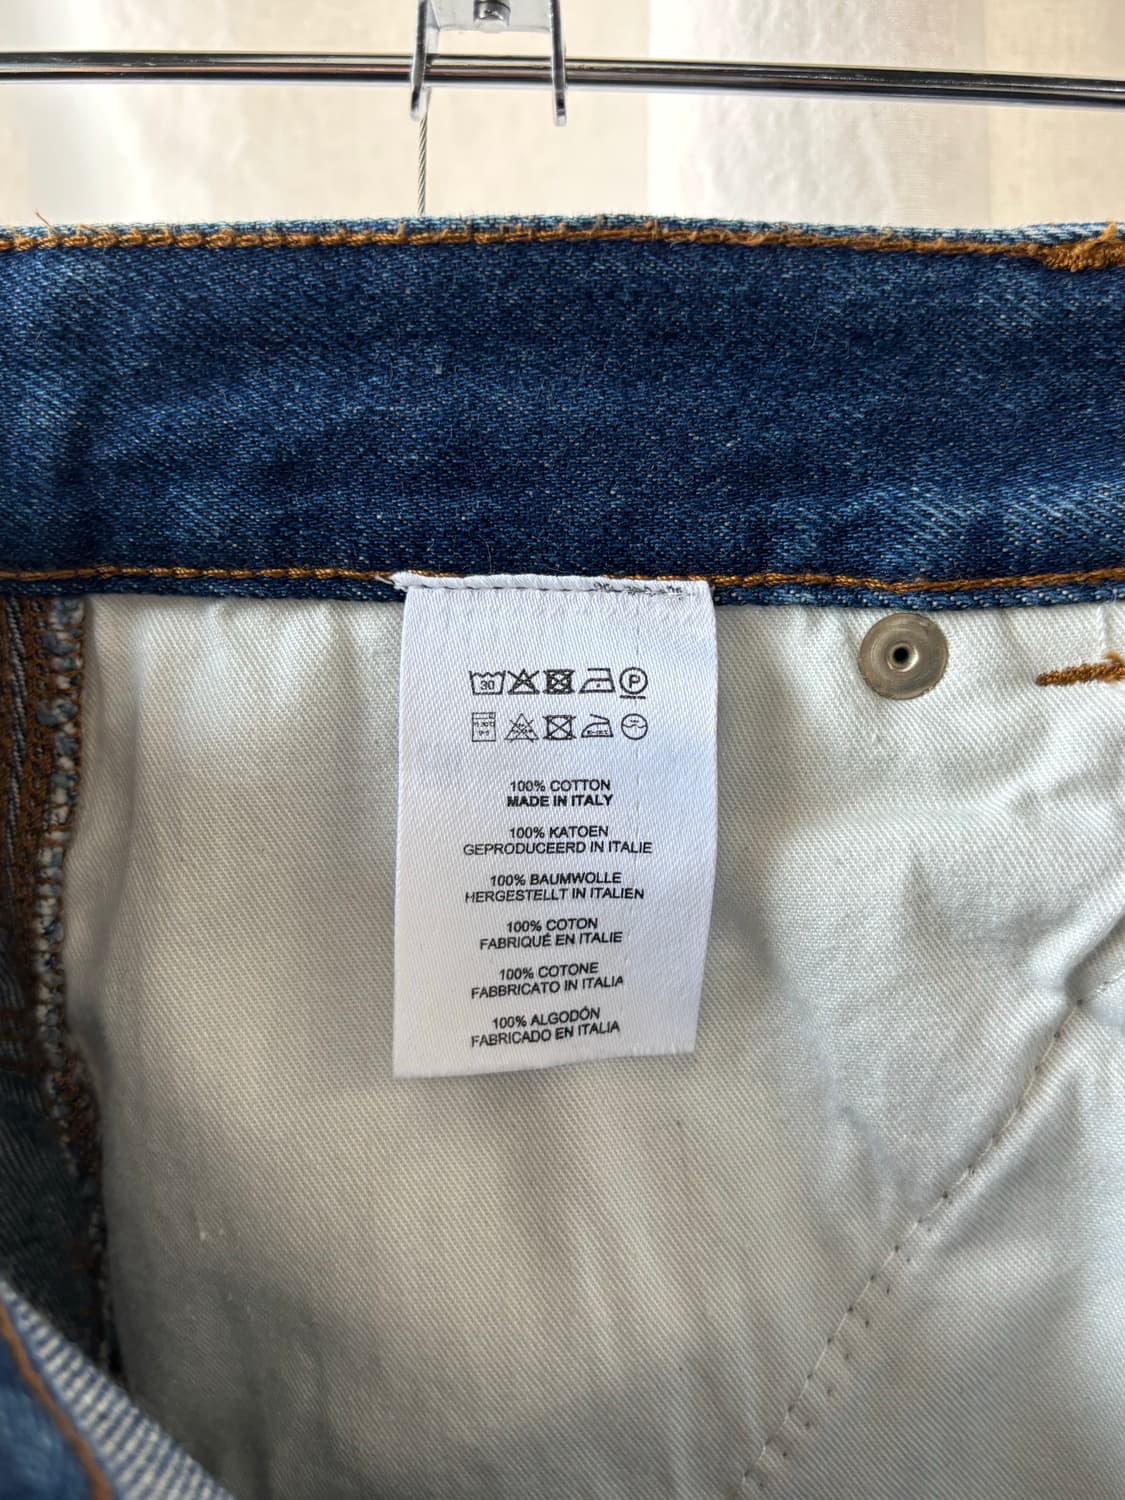 30
P
100% COTTON
MADE IN ITALY
100% KATOEN
GEPRODUCEERD IN ITALIE
100% BAUMWOLLE
HERGESTELLT IN ITALIEN
100% COTON
FABRIQUÉ EN ITALIE
100% COTONE
FABBRICATO IN ITALIA
100% ALGODÓN
FABRICADO EN ITALIA